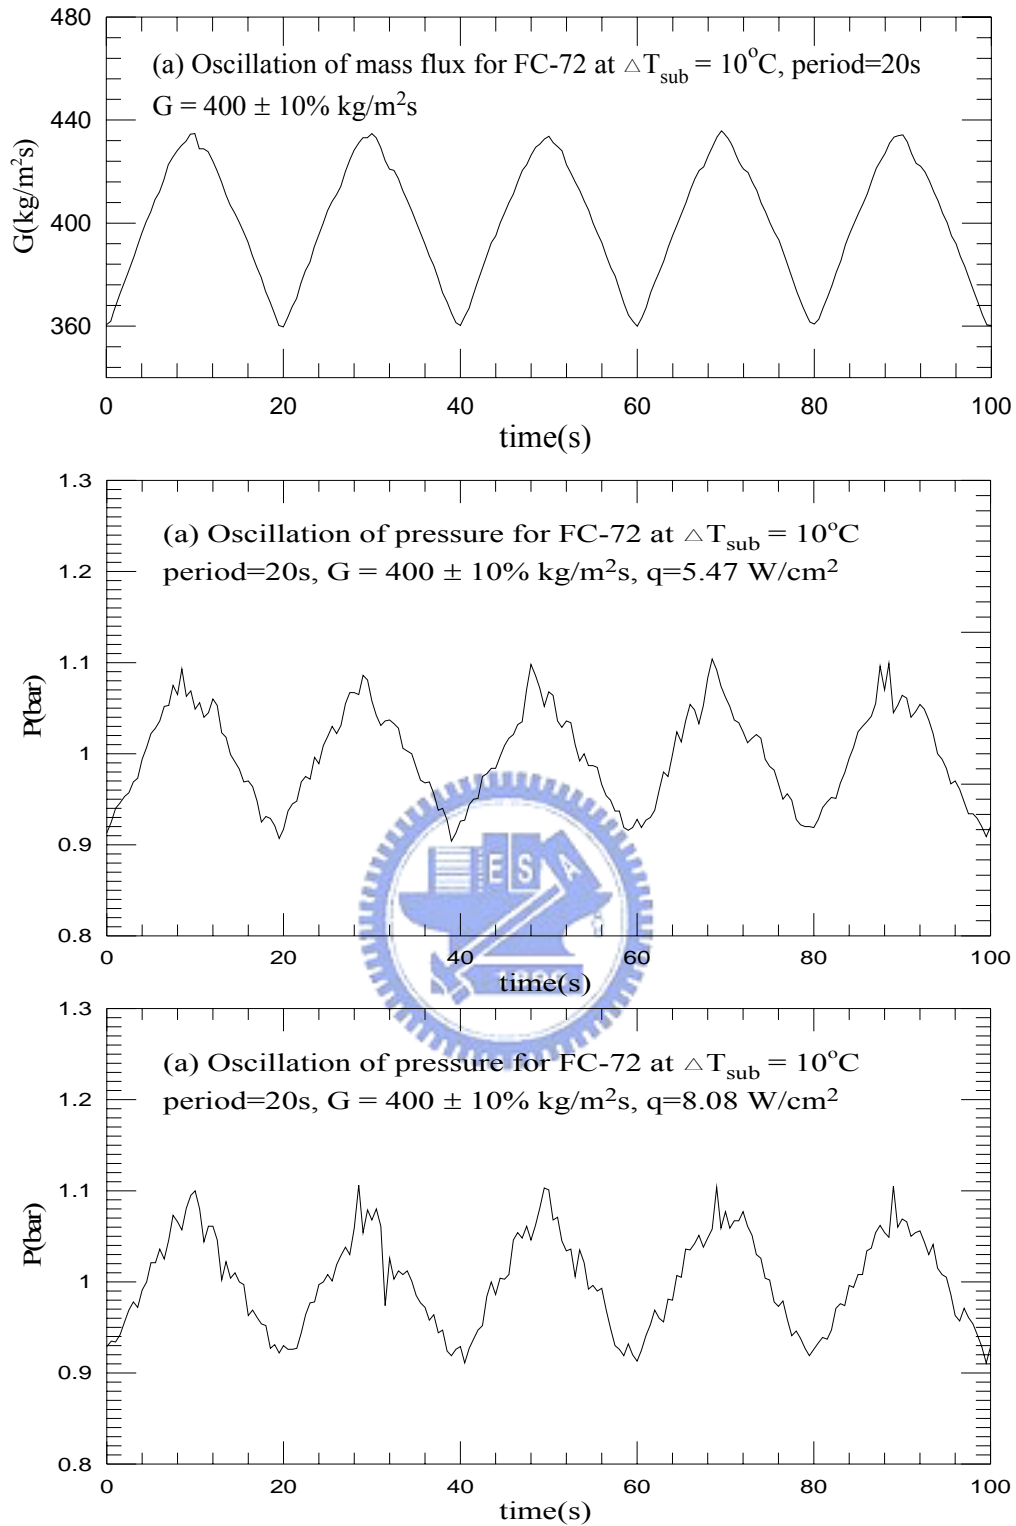 480
(a) Oscillation of mass flux for FC-72 at △Tsub = 10°C, period=20s
G = 400 ± 10% kg/m²s
440
G(kg/m²s)
400
360
0 20 40 60 80 100
time(s)
1.3
(a) Oscillation of pressure for FC-72 at △Tsub = 10°C
period=20s, G = 400 ± 10% kg/m²s, q=5.47 W/cm²
1.2
1.1
P(bar)
1
0.9
E S A
0.8
0 20 40 60 80 100
time(s)
1.3
(a) Oscillation of pressure for FC-72 at △Tsub = 10°C
period=20s, G = 400 ± 10% kg/m²s, q=8.08 W/cm²
1.2
1.1
P(bar)
1
0.9
0.8
0 20 40 60 80 100
time(s)